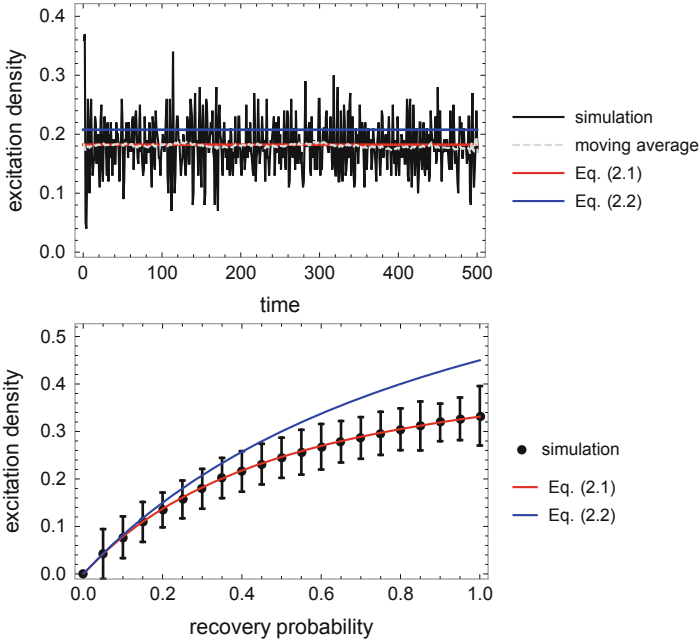 0.4
0.3
0.2
0.1
0.0
excitation density
0 100 200 300 400 500
time
simulation
moving average
Eq. (2.1)
Eq. (2.2)
0.5
0.4
0.3
0.2
0.1
0.0
excitation density
0.0 0.2 0.4 0.6 0.8 1.0
recovery probability
simulation
Eq. (2.1)
Eq. (2.2)